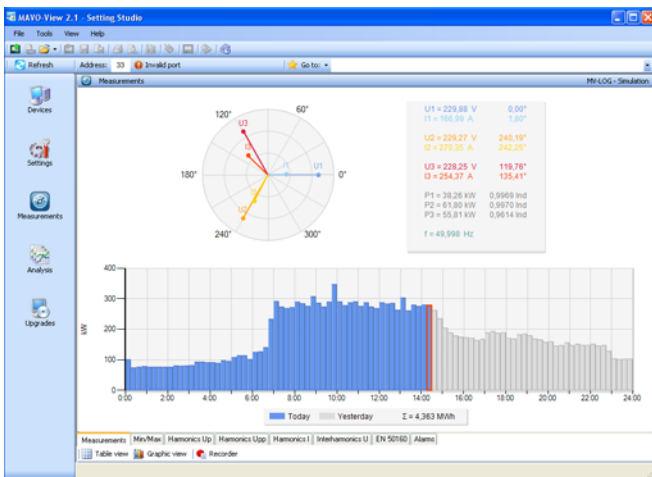 MAVO-View 2.1 - Setting Studio
File Tools View Help
Refresh Address: 33 Invalid port Go to:
Measurements MV-LOG - Simulation
Devices
Settings
Measurements
Analysis
Upgrades
120° 60°
U3
I3
I1 U1
180° 0°
U2
240° 300°
U1 = 229,88 V 0,00°
I1 = 166,98 A 1,60°
U2 = 229,27 V 240,19°
I2 = 270,35 A 242,20°
U3 = 228,25 V 119,76°
I3 = 254,37 A 135,41°
P1 = 38,26 kW 0,9969 Ind
P2 = 61,80 kW 0,9970 Ind
P3 = 55,81 kW 0,9614 Ind
f = 49,998 Hz
400
300
200
100
0
kW
0:00 2:00 4:00 6:00 8:00 10:00 12:00 14:00 16:00 18:00 20:00 22:00 24:00
Today Yesterday Σ = 4,363 MWh
Measurements Min/Max Hamonics Up Hamonics Upp Hamonics I Interhamonics U EN 50160 Alarms
Table view Graphic view Recorder